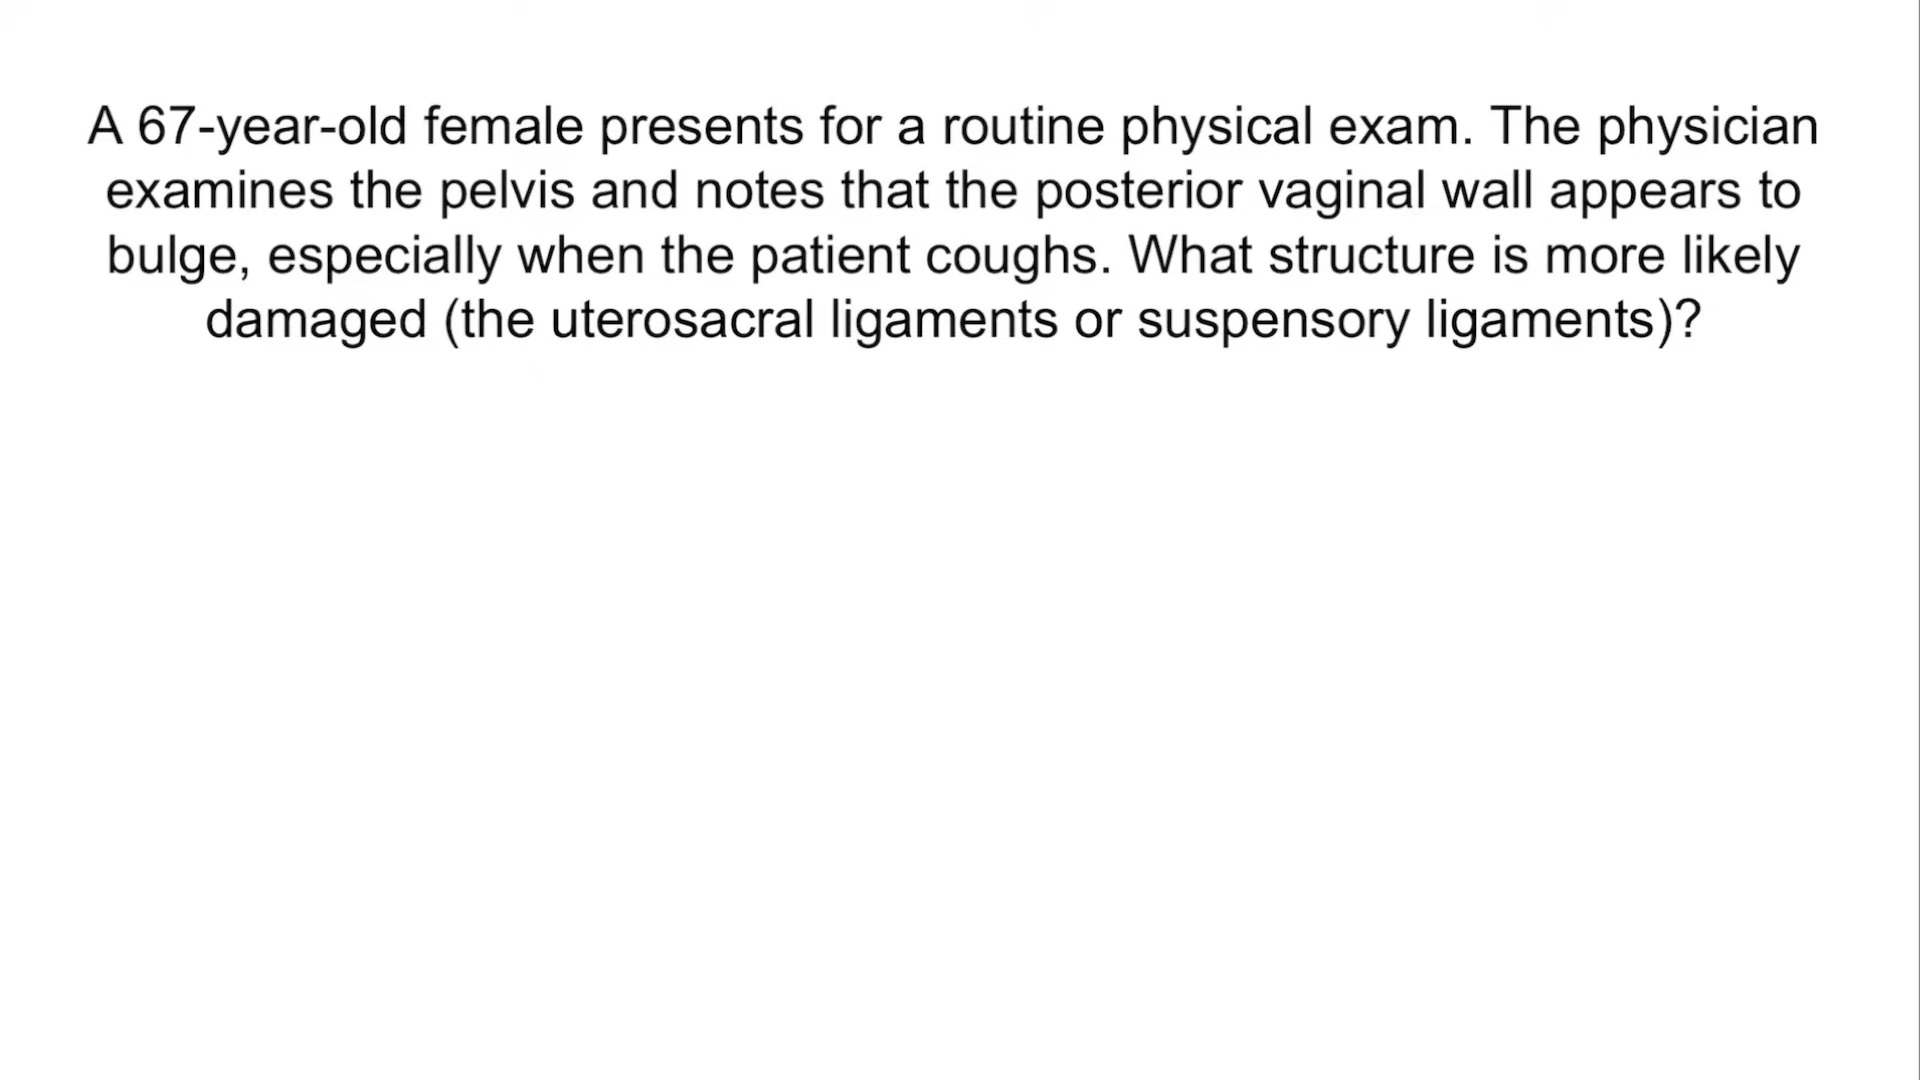 A 67-year-old female presents for a routine physical exam. The physician
examines the pelvis and notes that the posterior vaginal wall appears to
bulge, especially when the patient coughs. What structure is more likely
damaged (the uterosacral ligaments or suspensory ligaments)?